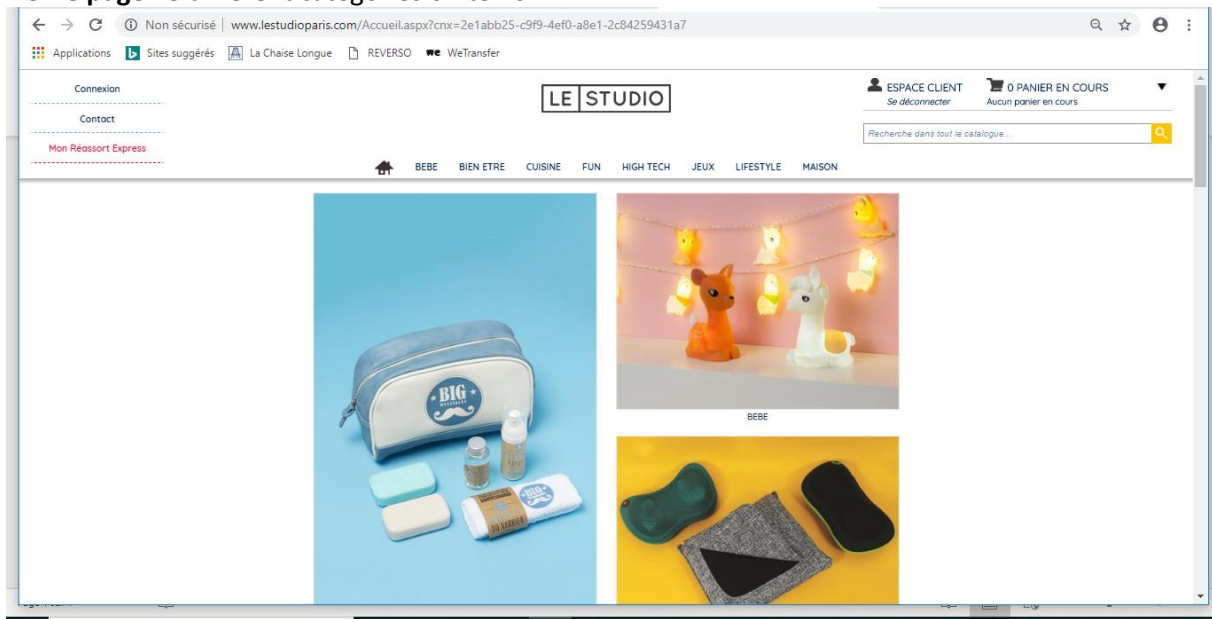 Non sécurisé | www.lestudioparis.com/Accueil.aspx?cnx=2e1abb25-c9f9-4ef0-a8e1-2c84259431a7
Applications Sites suggérés La Chaise Longue REVERSO we WeTransfer
Connexion
Contact
Mon Réassort Express
LE STUDIO
ESPACE CLIENT 0 PANIER EN COURS
Se déconnecter Aucun panier en cours
Recherche dans tout le catalogue...
BEBE BIEN ETRE CUISINE FUN HIGH TECH JEUX LIFESTYLE MAISON
BIG
BIG
BEBE